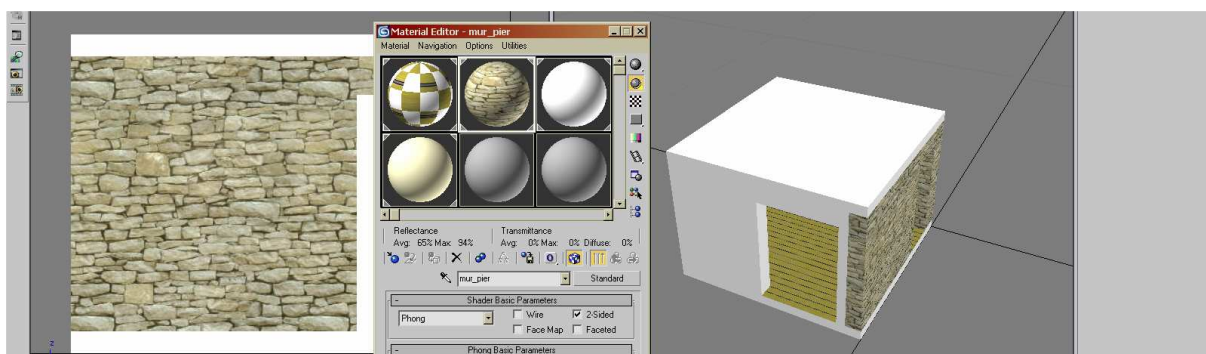 Material Editor - mur_pier
Material Navigation Options Utilities
Reflectance Transmittance
Avg: 65% Max: 94% Avg: 0% Max: 0% Diffuse: 0%
mur_pier Standard
Shader Basic Parameters
Phong Wire 2-Sided
Face Map Faceted
Phong Basic Parameters
z